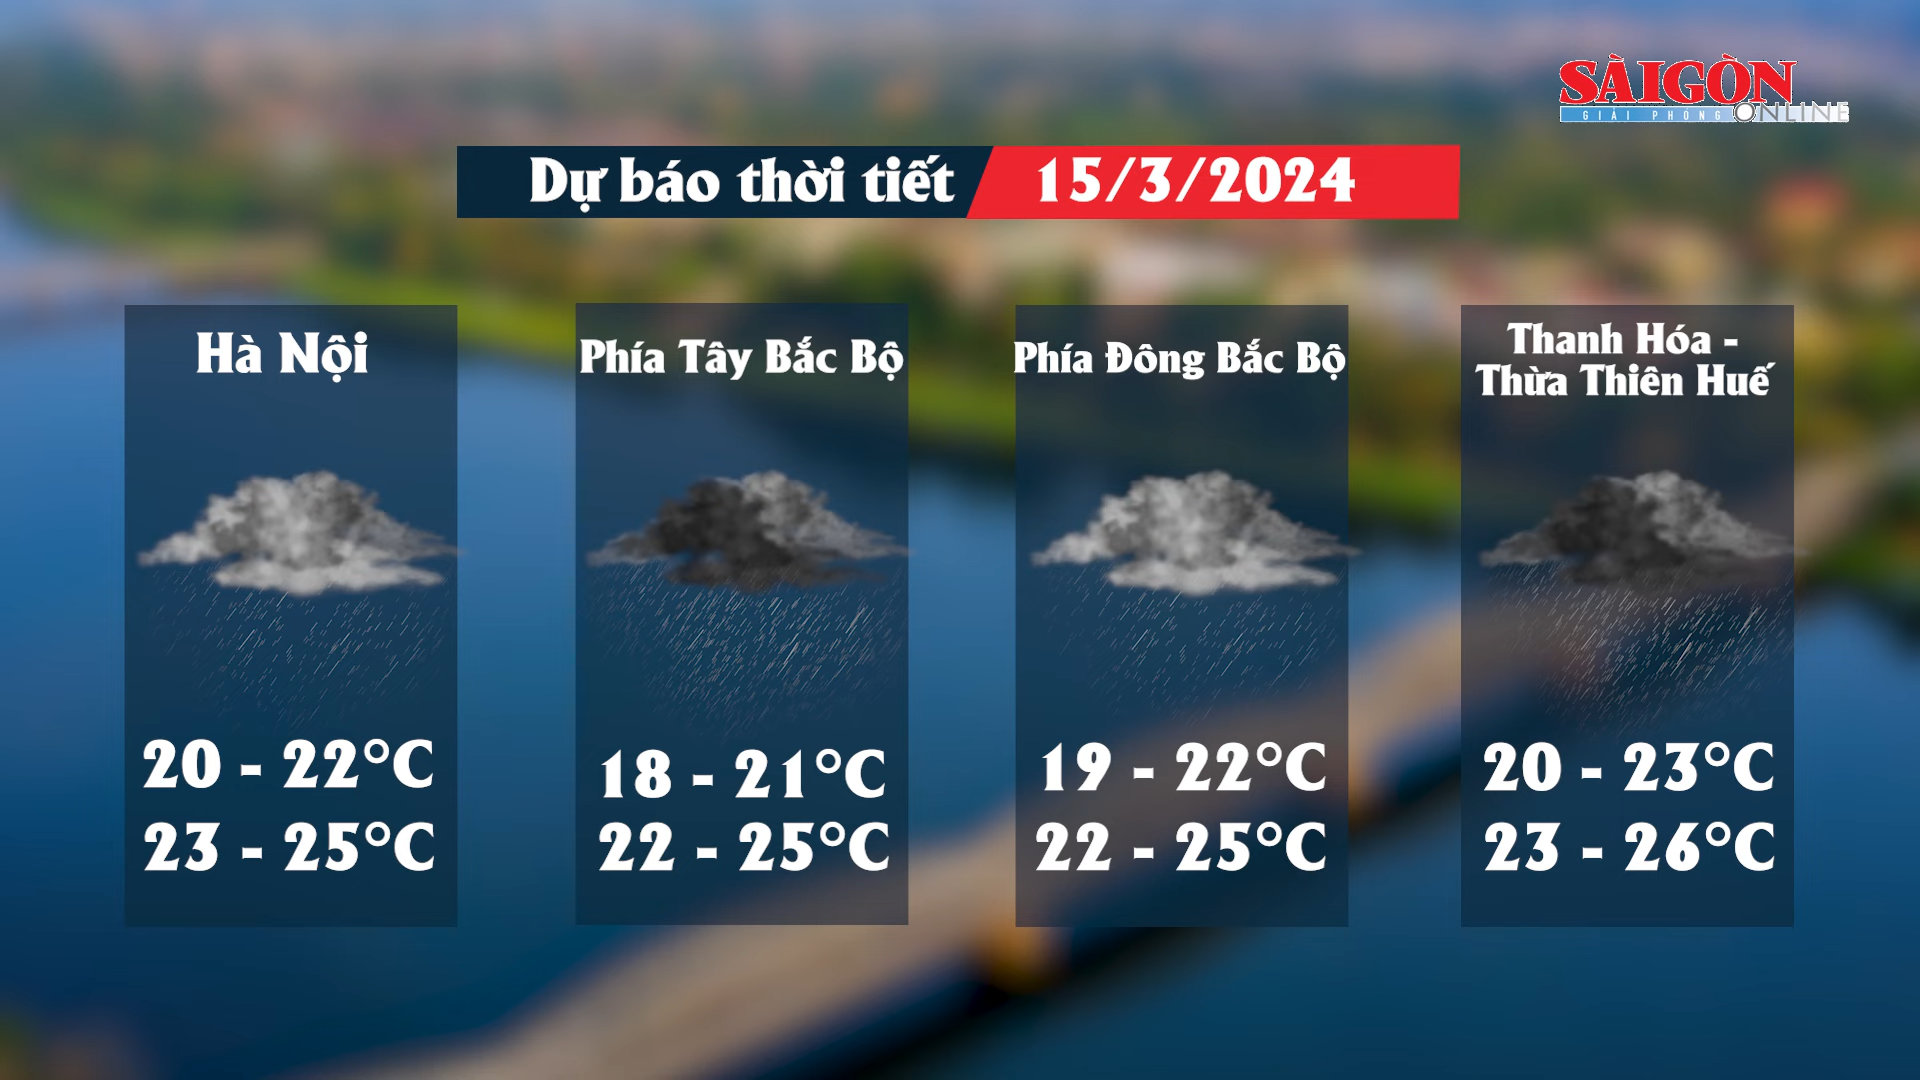 SÀIGÒN
GIẢI PHÓNG ONLINE
Dự báo thời tiết 15/3/2024
Hà Nội
20 - 22°C
23 - 25°C
Phía Tây Bắc Bộ
18 - 21°C
22 - 25°C
Phía Đông Bắc Bộ
19 - 22°C
22 - 25°C
Thanh Hóa -
Thừa Thiên Huế
20 - 23°C
23 - 26°C